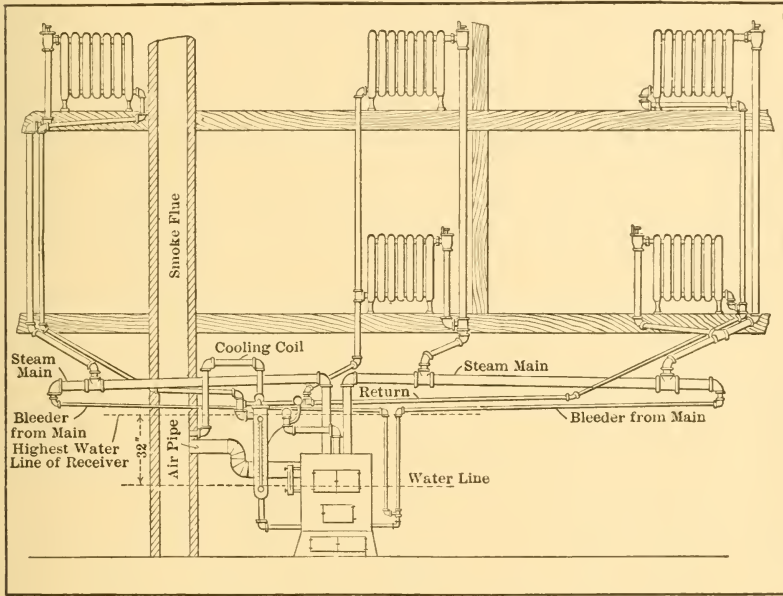 Smoke Flue
Cooling Coil
Steam
Main
Steam Main
Return
Bleeder
from Main
Bleeder from Main
Highest Water
Line of Receiver
32"
Air Pipe
Water Line